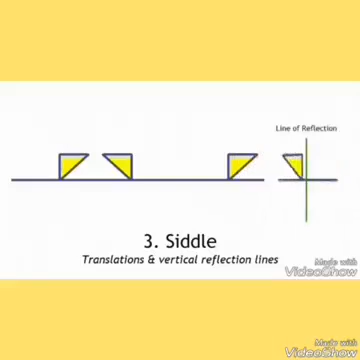 Line of Reflection
3. Siddle
Translations & vertical reflection lines
Made with
VideoShow
Made with
VideoShow